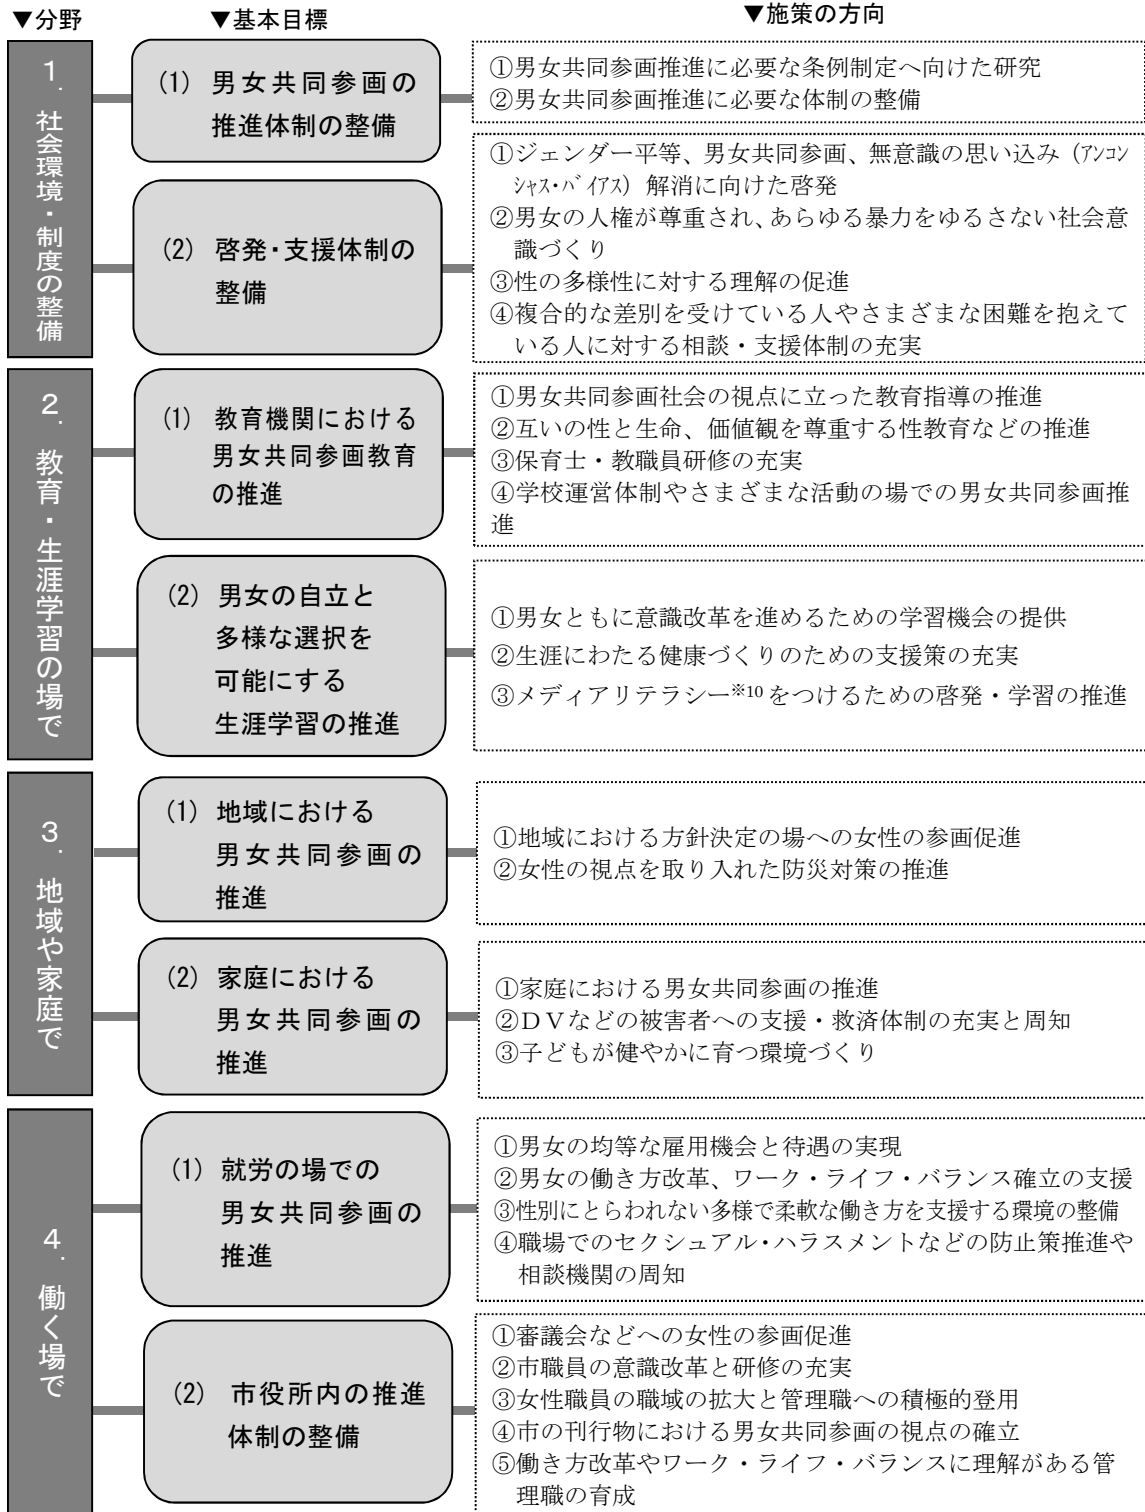 ▼分野
▼基本目標
▼施策の方向
1．社会環境・制度の整備
(1) 男女共同参画の
推進体制の整備
①男女共同参画推進に必要な条例制定へ向けた研究
②男女共同参画推進に必要な体制の整備
(2) 啓発・支援体制の
整備
①ジェンダー平等、男女共同参画、無意識の思い込み（ｱﾝｺﾝ
ｼｬｽ･ﾊﾞｲｱｽ）解消に向けた啓発
②男女の人権が尊重され、あらゆる暴力をゆるさない社会意
識づくり
③性の多様性に対する理解の促進
④複合的な差別を受けている人やさまざまな困難を抱えて
いる人に対する相談・支援体制の充実
2．教育・生涯学習の場で
(1) 教育機関における
男女共同参画教育
の推進
①男女共同参画社会の視点に立った教育指導の推進
②互いの性と生命、価値観を尊重する性教育などの推進
③保育士・教職員研修の充実
④学校運営体制やさまざまな活動の場での男女共同参画推
進
(2) 男女の自立と
多様な選択を
可能にする
生涯学習の推進
①男女ともに意識改革を進めるための学習機会の提供
②生涯にわたる健康づくりのための支援策の充実
③メディアリテラシー※10をつけるための啓発・学習の推進
3．地域や家庭で
(1) 地域における
男女共同参画の
推進
①地域における方針決定の場への女性の参画促進
②女性の視点を取り入れた防災対策の推進
(2) 家庭における
男女共同参画の
推進
①家庭における男女共同参画の推進
②ＤＶなどの被害者への支援・救済体制の充実と周知
③子どもが健やかに育つ環境づくり
4．働く場で
(1) 就労の場での
男女共同参画の
推進
①男女の均等な雇用機会と待遇の実現
②男女の働き方改革、ワーク・ライフ・バランス確立の支援
③性別にとらわれない多様で柔軟な働き方を支援する環境の整備
④職場でのセクシュアル・ハラスメントなどの防止策推進や
相談機関の周知
(2) 市役所内の推進
体制の整備
①審議会などへの女性の参画促進
②市職員の意識改革と研修の充実
③女性職員の職域の拡大と管理職への積極的登用
④市の刊行物における男女共同参画の視点の確立
⑤働き方改革やワーク・ライフ・バランスに理解がある管
理職の育成